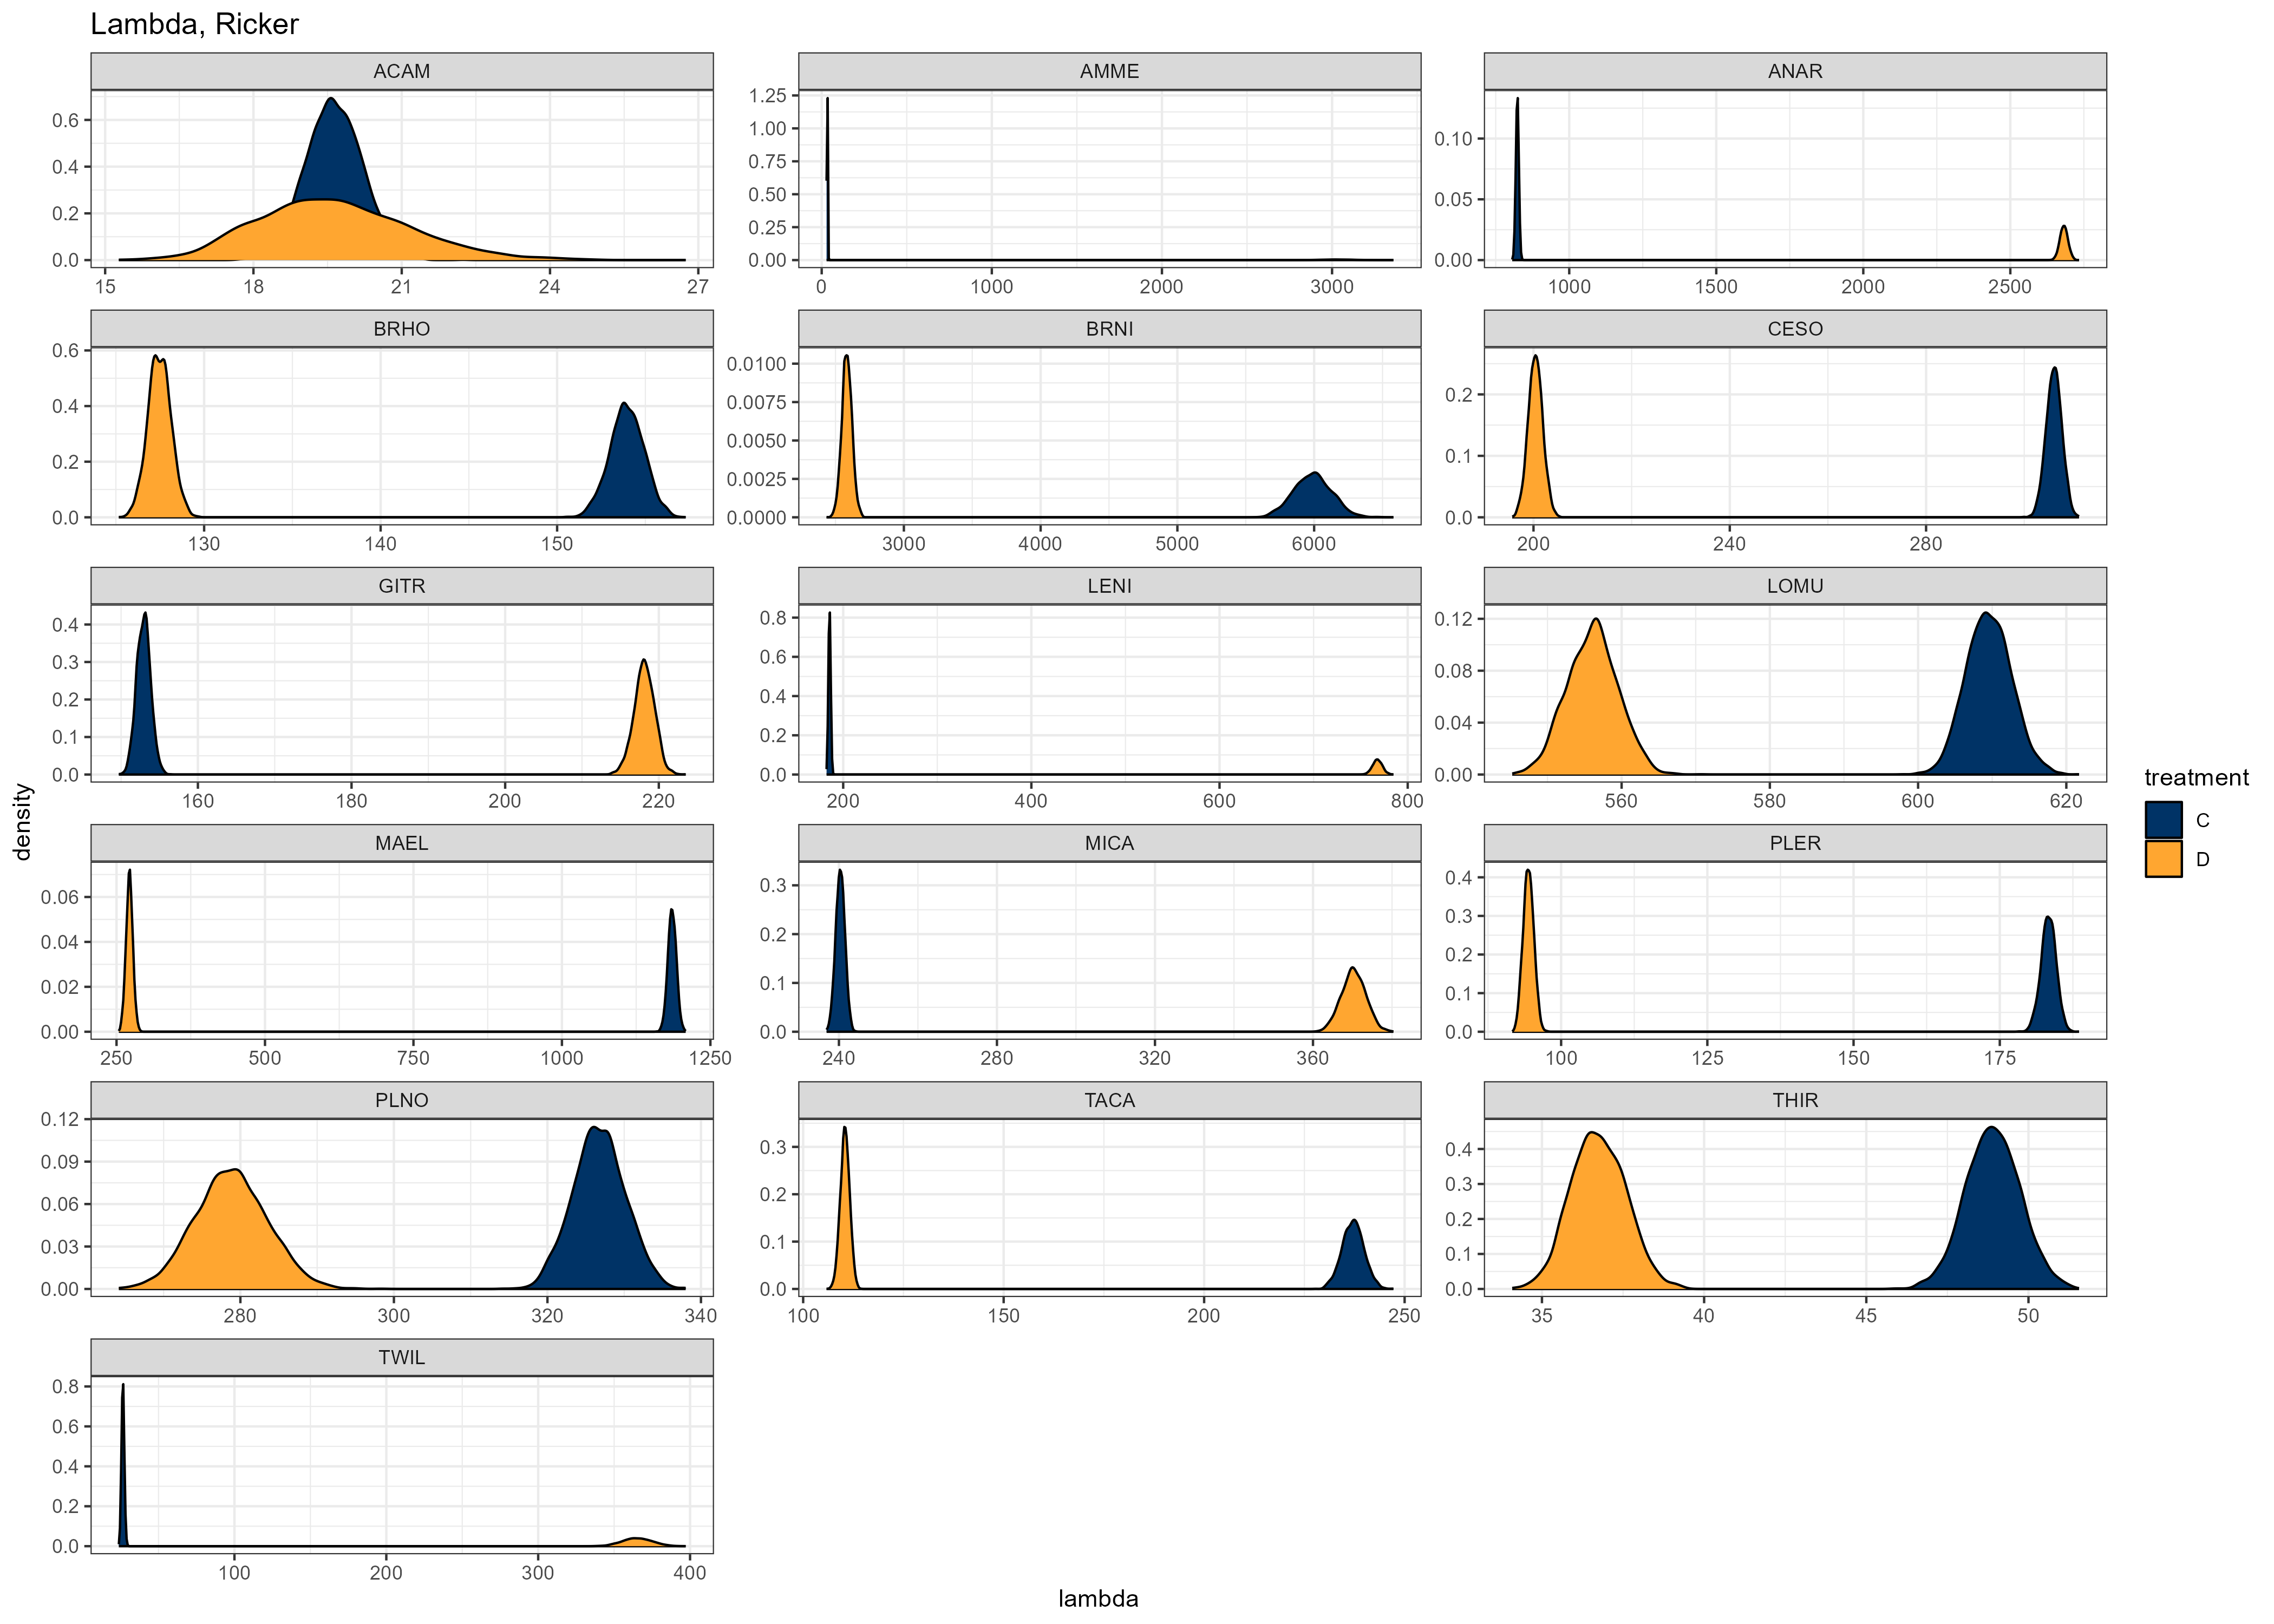 Lambda, Ricker
ACAM AMME ANAR
0.6 0.4 0.2 0.0
15 18 21 24 27
1.25 1.00 0.75 0.50 0.25 0.00
0 1000 2000 3000
0.10 0.05 0.00
1000 1500 2000 2500
BRHO BRNI CESO
0.6 0.4 0.2 0.0
130 140 150
0.0100 0.0075 0.0050 0.0025 0.0000
3000 4000 5000 6000
0.2 0.1 0.0
200 240 280
GITR LENI LOMU
0.4 0.3 0.2 0.1 0.0
160 180 200 220
0.8 0.6 0.4 0.2 0.0
200 400 600 800
0.12 0.08 0.04 0.00
560 580 600 620
MAEL MICA PLER
0.06 0.04 0.02 0.00
250 500 750 1000 1250
0.3 0.2 0.1 0.0
240 280 320 360
0.4 0.3 0.2 0.1 0.0
100 125 150 175
PLNO TACA THIR
0.12 0.09 0.06 0.03 0.00
280 300 320 340
0.3 0.2 0.1 0.0
100 150 200 250
0.4 0.3 0.2 0.1 0.0
35 40 45 50
TWIL
0.8 0.6 0.4 0.2 0.0
100 200 300 400
density
lambda
treatment
C
D